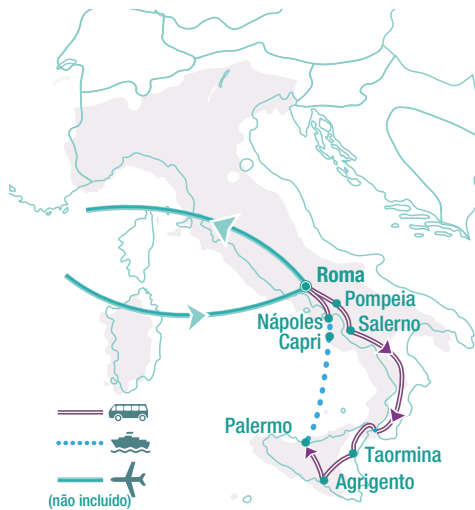 Roma
Pompeia
Nápoles
Salerno
Capri
Palermo
Taormina
Agrigento
(não incluído)